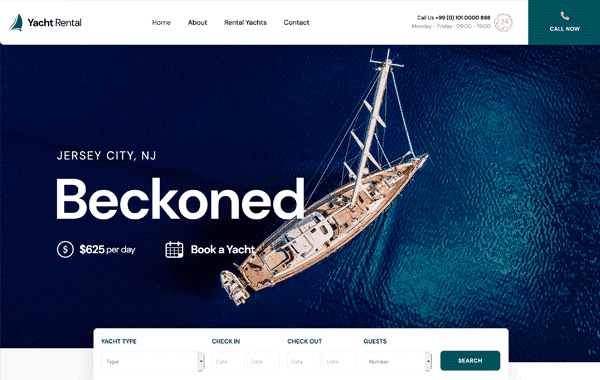 Yacht Rental
Home About Rental Yachts Contact
Call Us +99 (0) 101 0000 888
Monday - Friday : 09:00 - 19:00
24
CALL NOW
JERSEY CITY, NJ
Beckoned
$
$625 per day
Book a Yacht
YACHT TYPE CHECK IN CHECK OUT GUESTS
Type Date Date Date Date Number SEARCH